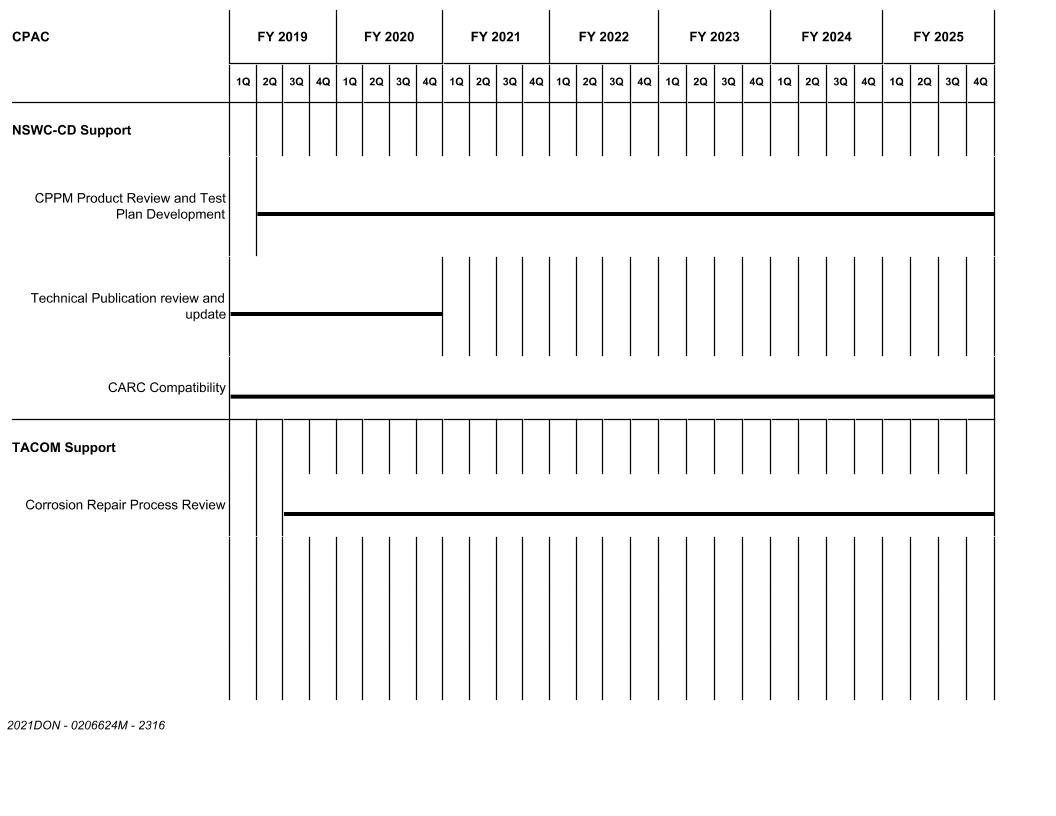 CPAC FY 2019 FY 2020 FY 2021 FY 2022 FY 2023 FY 2024 FY 2025
1Q 2Q 3Q 4Q 1Q 2Q 3Q 4Q 1Q 2Q 3Q 4Q 1Q 2Q 3Q 4Q 1Q 2Q 3Q 4Q 1Q 2Q 3Q 4Q 1Q 2Q 3Q 4Q
NSWC-CD Support
CPPM Product Review and Test
Plan Development
Technical Publication review and
update
CARC Compatibility
TACOM Support
Corrosion Repair Process Review
2021DON - 0206624M - 2316